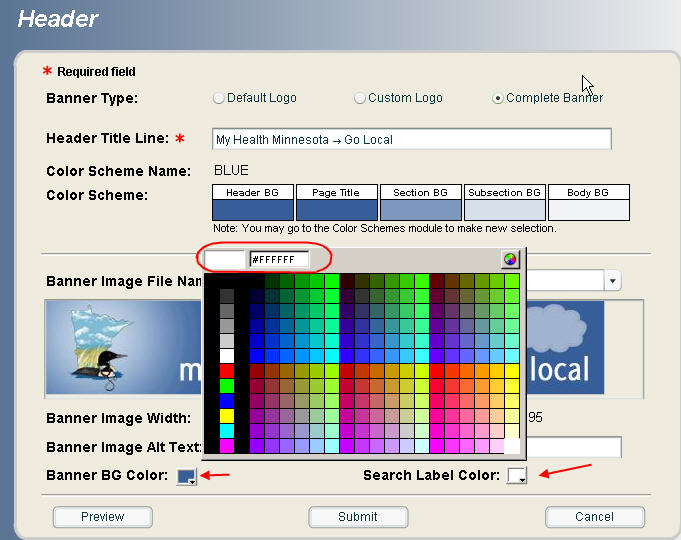 Header
* Required field
Banner Type: Default Logo Custom Logo Complete Banner
Header Title Line: * My Health Minnesota → Go Local
Color Scheme Name: BLUE
Color Scheme: Header BG Page Title Section BG Subsection BG Body BG
Note: You may go to the Color Schemes module to make new selection.
#FFFFFF
Banner Image File Nam
m local
Banner Image Width: 95
Banner Image Alt Text:
Banner BG Color: Search Label Color:
Preview Submit Cancel